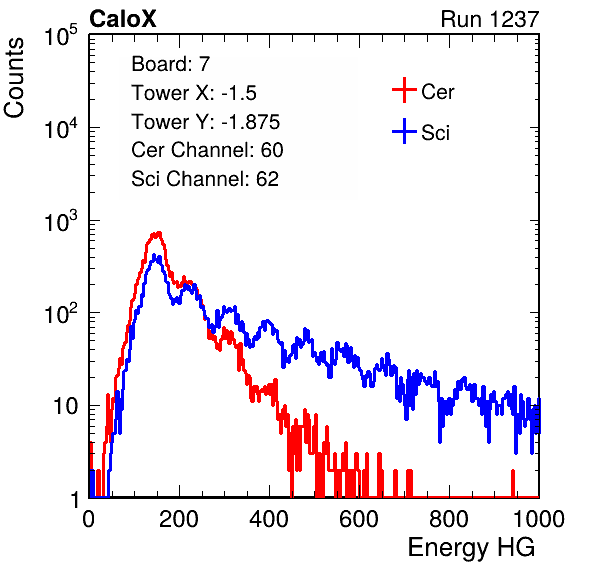 CaloX Run 1237
Counts
10^5
10^4
10^3
10^2
10
1
Board: 7
Tower X: -1.5
Tower Y: -1.875
Cer Channel: 60
Sci Channel: 62
Cer
Sci
0 200 400 600 800 1000
Energy HG